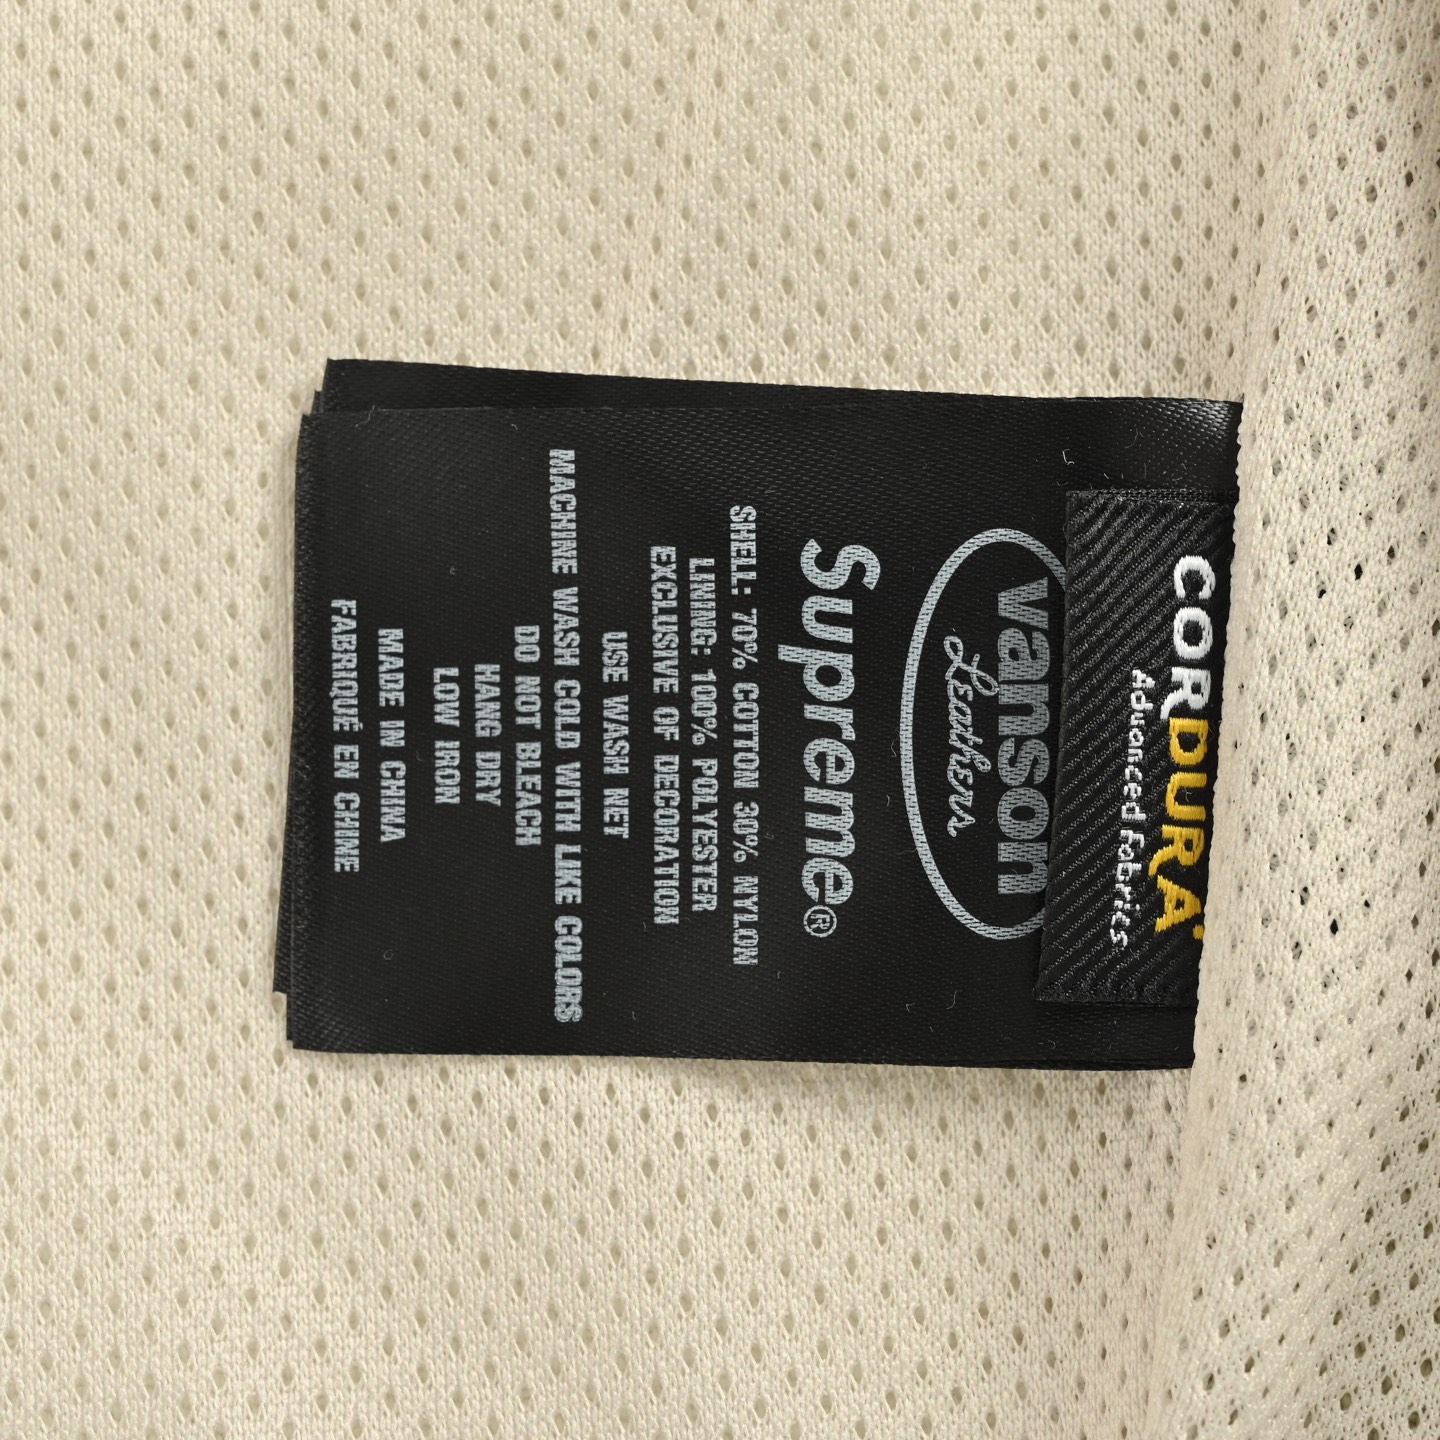 CORDURA
Advanced Fabrics
vanson
Leathers
Supreme®
SHELL: 70% COTTON 30% NYLON
LINING: 100% POLYESTER
EXCLUSIVE OF DECORATION
USE WASH NET
MACHINE WASH COLD WITH LIKE COLORS
DO NOT BLEACH
HANG DRY
LOW IRON
MADE IN CHINA
FABRIQUÉ EN CHINE